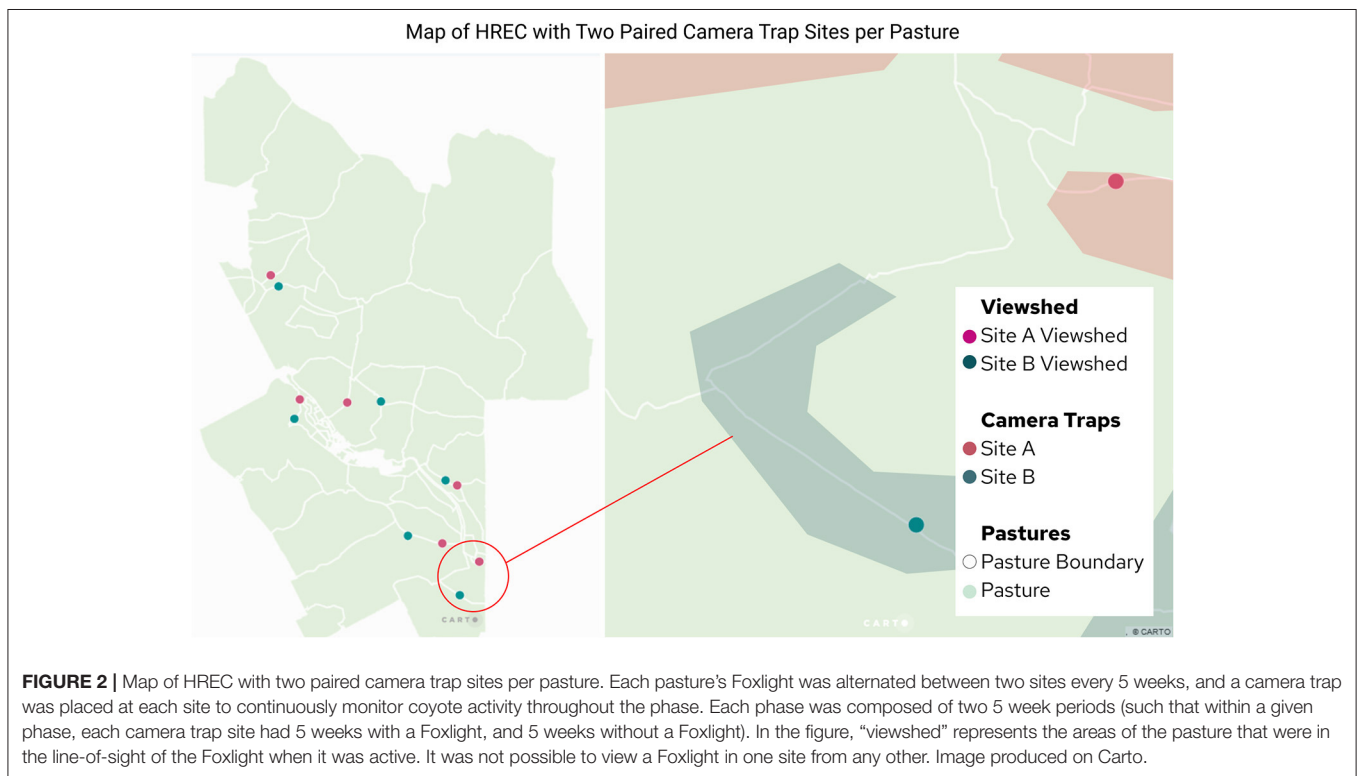 Map of HREC with Two Paired Camera Trap Sites per Pasture
Viewshed
Site A Viewshed
Site B Viewshed
Camera Traps
Site A
Site B
Pastures
Pasture Boundary
Pasture
CARTO
CARTO
© CARTO
FIGURE 2 | Map of HREC with two paired camera trap sites per pasture. Each pasture's Foxlight was alternated between two sites every 5 weeks, and a camera trap
was placed at each site to continuously monitor coyote activity throughout the phase. Each phase was composed of two 5 week periods (such that within a given
phase, each camera trap site had 5 weeks with a Foxlight, and 5 weeks without a Foxlight). In the figure, "viewshed" represents the areas of the pasture that were in
the line-of-sight of the Foxlight when it was active. It was not possible to view a Foxlight in one site from any other. Image produced on Carto.